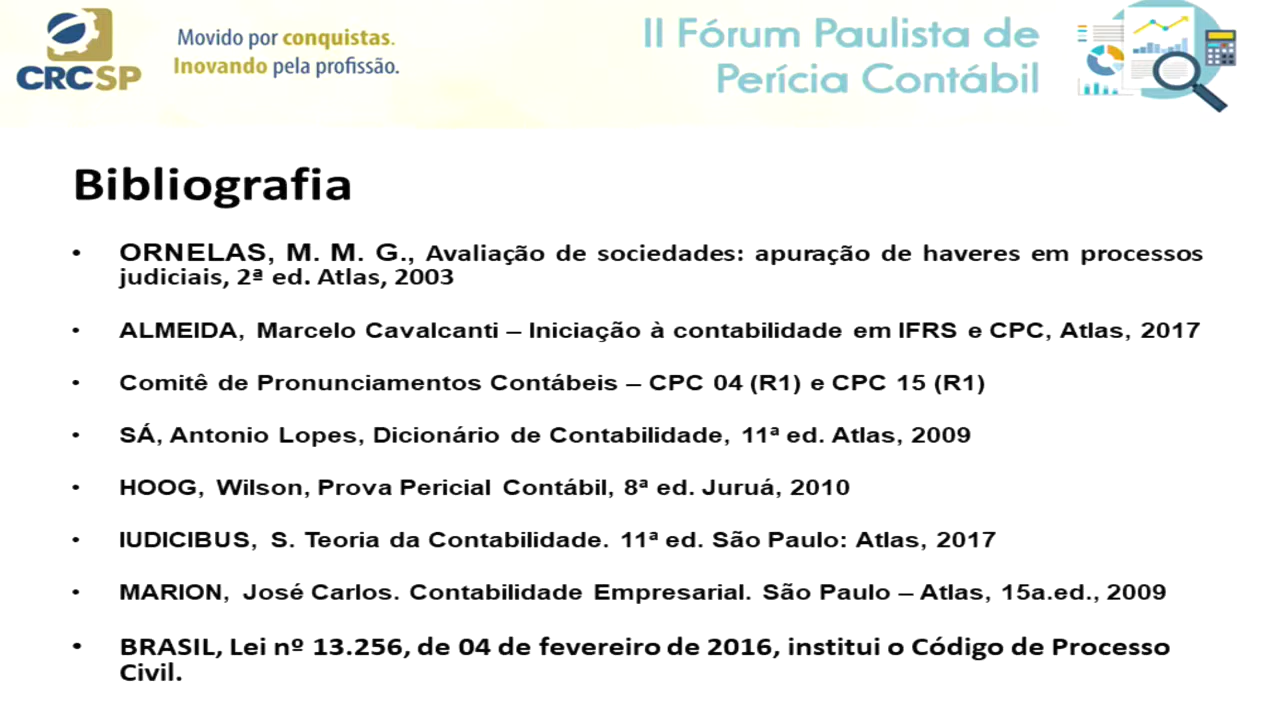 CRCSP
Movido por conquistas.
Inovando pela profissão.
II Fórum Paulista de
Perícia Contábil
Bibliografia
• ORNELAS, M. M. G., Avaliação de sociedades: apuração de haveres em processos
judiciais, 2ª ed. Atlas, 2003
• ALMEIDA, Marcelo Cavalcanti – Iniciação à contabilidade em IFRS e CPC, Atlas, 2017
• Comitê de Pronunciamentos Contábeis – CPC 04 (R1) e CPC 15 (R1)
• SÁ, Antonio Lopes, Dicionário de Contabilidade, 11ª ed. Atlas, 2009
• HOOG, Wilson, Prova Pericial Contábil, 8ª ed. Juruá, 2010
• IUDICIBUS, S. Teoria da Contabilidade. 11ª ed. São Paulo: Atlas, 2017
• MARION, José Carlos. Contabilidade Empresarial. São Paulo – Atlas, 15a.ed., 2009
• BRASIL, Lei nº 13.256, de 04 de fevereiro de 2016, institui o Código de Processo
Civil.